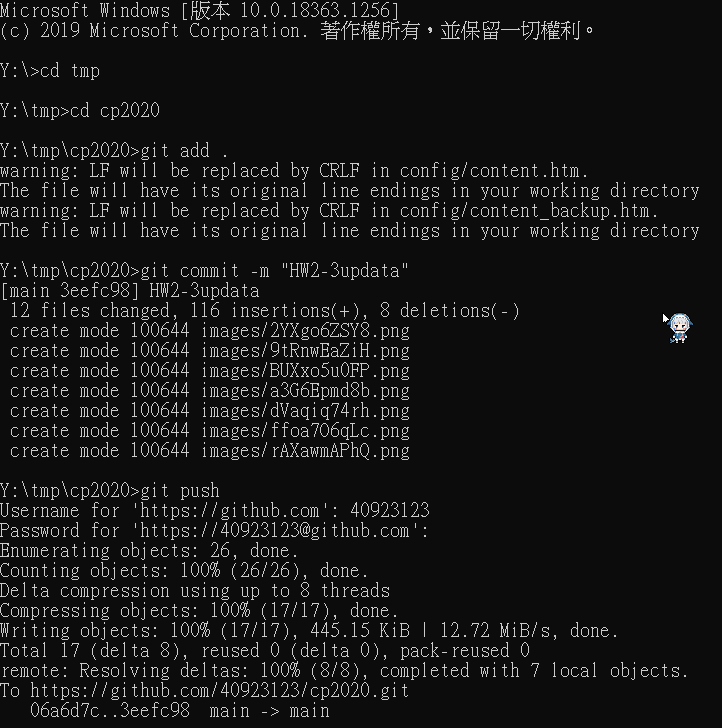 Microsoft Windows [版本 10.0.18363.1256]
(c) 2019 Microsoft Corporation. 著作權所有，並保留一切權利。
Y:\>cd tmp
Y:\tmp>cd cp2020
Y:\tmp\cp2020>git add .
warning: LF will be replaced by CRLF in config/content.htm.
The file will have its original line endings in your working directory
warning: LF will be replaced by CRLF in config/content_backup.htm.
The file will have its original line endings in your working directory
Y:\tmp\cp2020>git commit -m "HW2-3updata"
[main 3eefc98] HW2-3updata
 12 files changed, 116 insertions(+), 8 deletions(-)
 create mode 100644 images/2YXgo6ZSY8.png
 create mode 100644 images/9tRnwEaZiH.png
 create mode 100644 images/BUXxo5u0FP.png
 create mode 100644 images/a3G6Epmd8b.png
 create mode 100644 images/dVaqiq74rh.png
 create mode 100644 images/ffoa7O6qLc.png
 create mode 100644 images/rAXawmAPhQ.png
Y:\tmp\cp2020>git push
Username for 'https://github.com': 40923123
Password for 'https://40923123@github.com':
Enumerating objects: 26, done.
Counting objects: 100% (26/26), done.
Delta compression using up to 8 threads
Compressing objects: 100% (17/17), done.
Writing objects: 100% (17/17), 445.15 KiB | 12.72 MiB/s, done.
Total 17 (delta 8), reused 0 (delta 0), pack-reused 0
remote: Resolving deltas: 100% (8/8), completed with 7 local objects.
To https://github.com/40923123/cp2020.git
   06a6d7c..3eefc98  main -> main